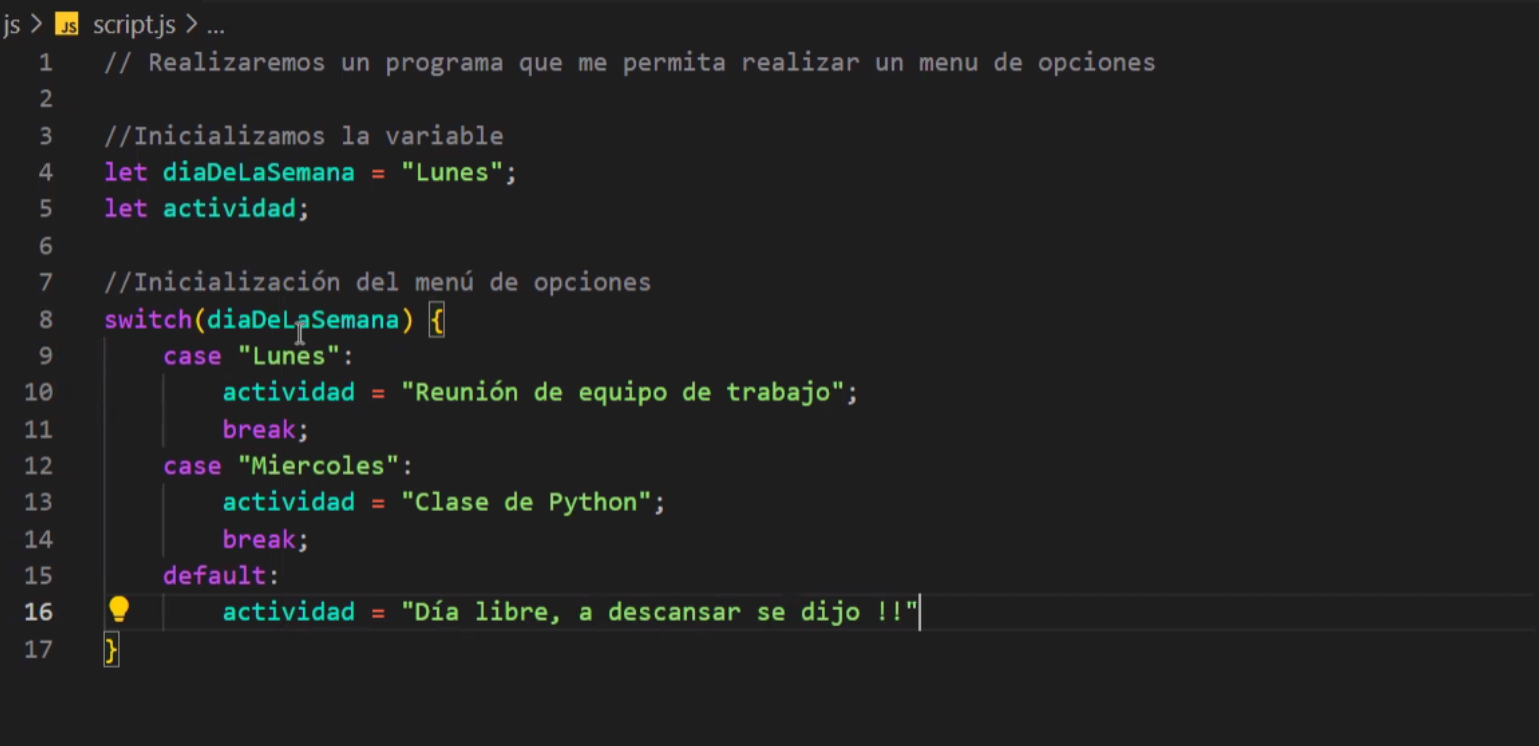 js > JS script.js > ...
1 // Realizaremos un programa que me permita realizar un menu de opciones
2
3 //Inicializamos la variable
4 let diaDeLaSemana = "Lunes";
5 let actividad;
6
7 //Inicialización del menú de opciones
8 switch(diaDeLaSemana) {
9 case "Lunes":
10 actividad = "Reunión de equipo de trabajo";
11 break;
12 case "Miercoles":
13 actividad = "Clase de Python";
14 break;
15 default:
16 actividad = "Día libre, a descansar se dijo !!"
17 }